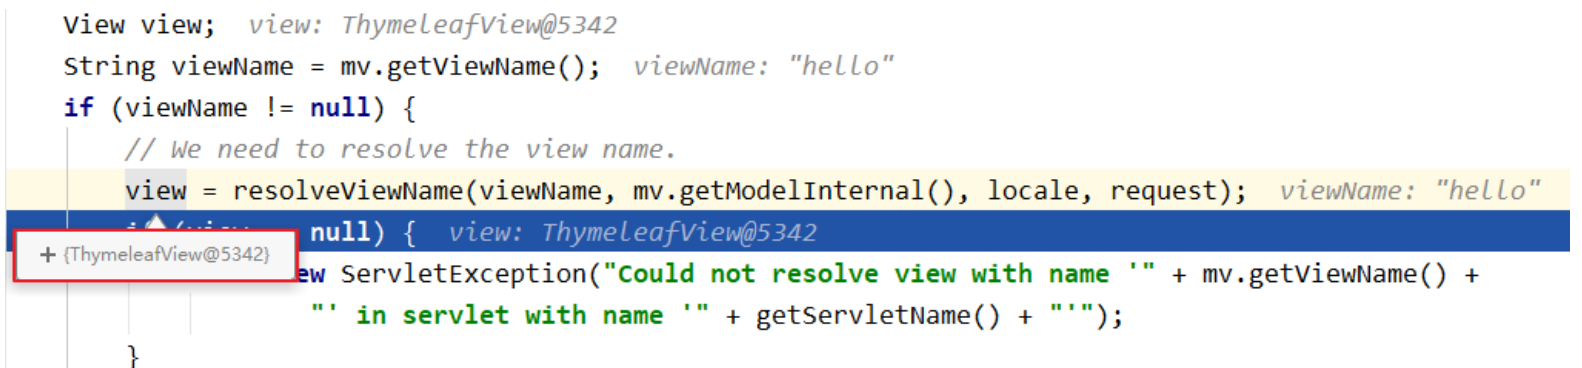 View view;  view: ThymeleafView@5342
String viewName = mv.getViewName();  viewName: "hello"
if (viewName != null) {
// We need to resolve the view name.
view = resolveViewName(viewName, mv.getModelInternal(), locale, request);  viewName: "hello"
null) {  view: ThymeleafView@5342
+ {ThymeleafView@5342}
ew ServletException("Could not resolve view with name '" + mv.getViewName() +
"' in servlet with name '" + getServletName() + "'");
}